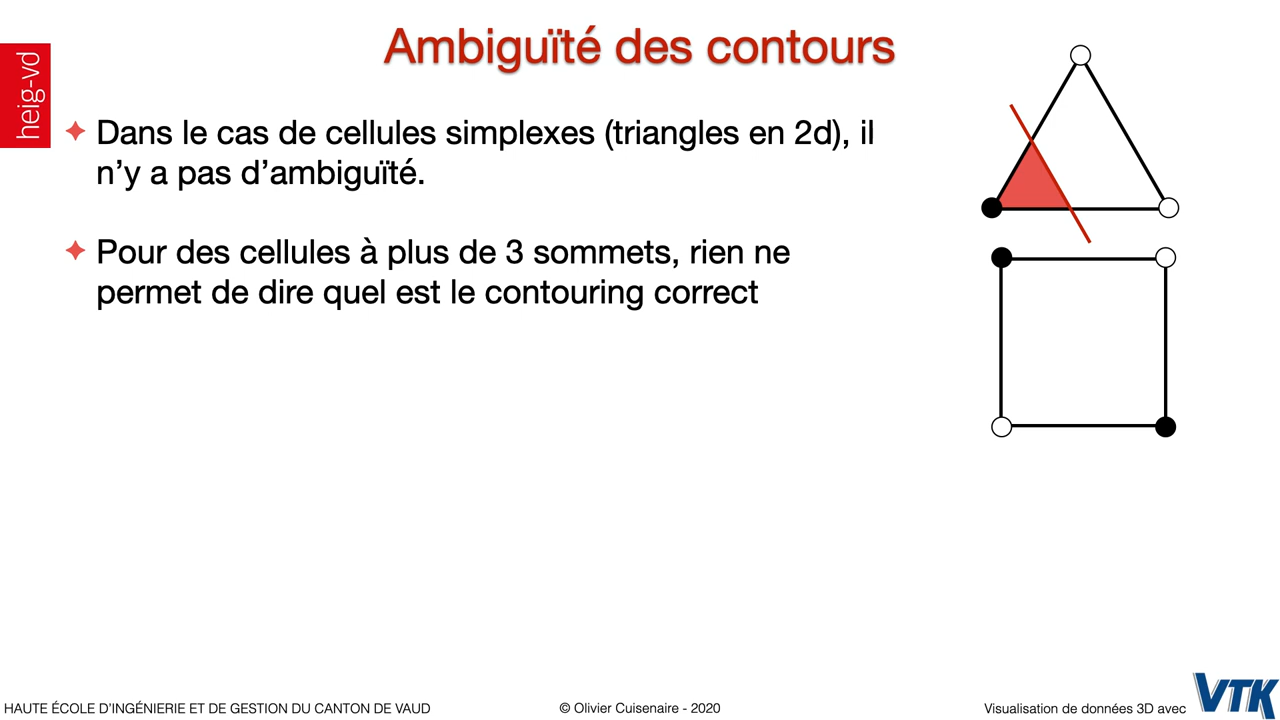 Ambiguïté des contours
heig-vd
Dans le cas de cellules simplexes (triangles en 2d), il
n’y a pas d’ambiguïté.
Pour des cellules à plus de 3 sommets, rien ne
permet de dire quel est le contouring correct
HAUTE ÉCOLE D’INGÉNIERIE ET DE GESTION DU CANTON DE VAUD
© Olivier Cuisenaire - 2020
Visualisation de données 3D avec
VTK